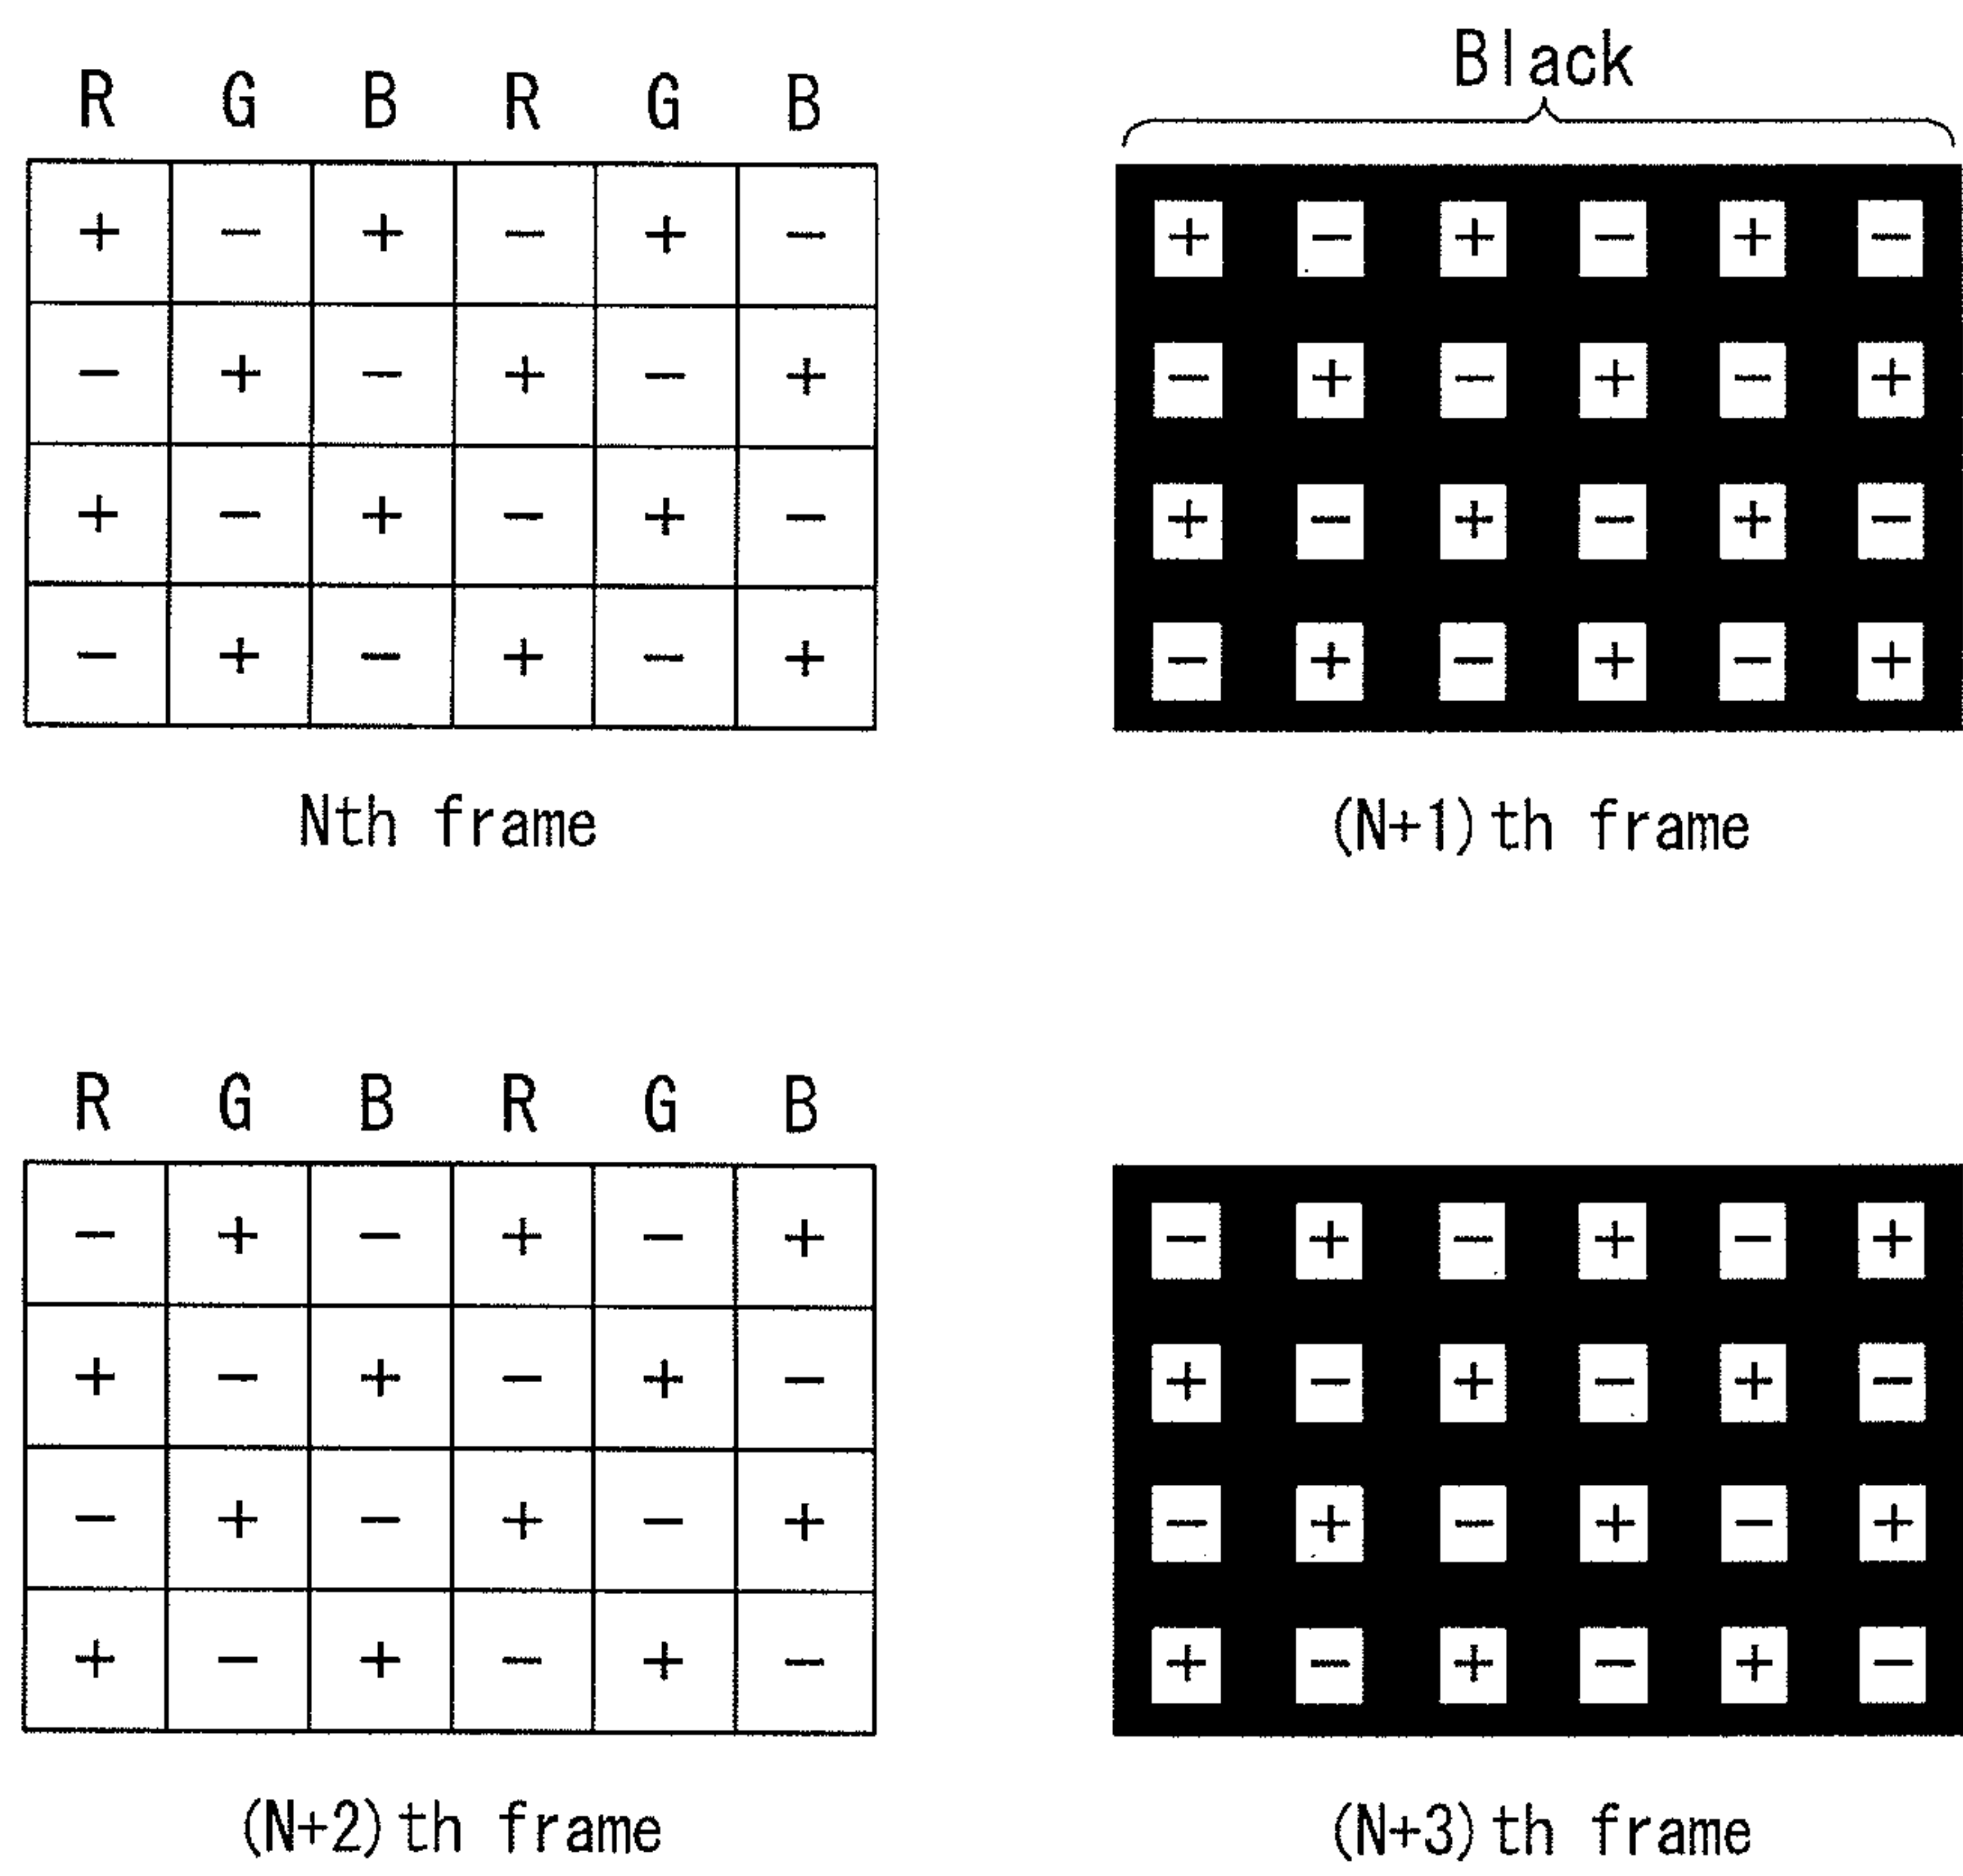 R G B R G B
+ − + − + −
− + − + − +
+ − + − + −
− + − + − +
Nth frame
Black
+ − + − + −
− + − + − +
+ − + − + −
− + − + − +
(N+1)th frame
R G B R G B
− + − + − +
+ − + − + −
− + − + − +
+ − + − + −
(N+2)th frame
− + − + − +
+ − + − + −
− + − + − +
+ − + − + −
(N+3)th frame